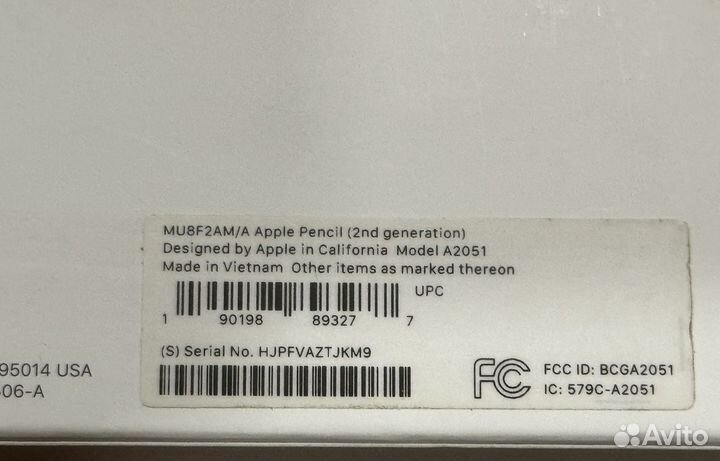 MU8F2AM/A Apple Pencil (2nd generation)
Designed by Apple in California Model A2051
Made in Vietnam Other items as marked thereon
UPC
1 90198 89327 7
(S) Serial No. HJPFVAZTJKM9
FC
FCC ID: BCGA2051
IC: 579C-A2051
95014 USA
06-A
Avito